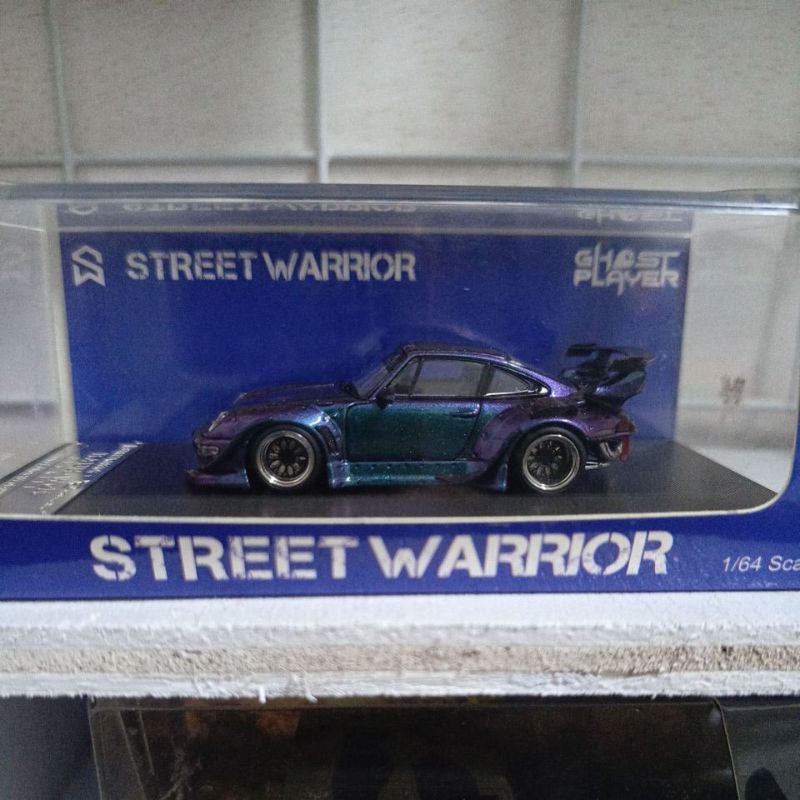 STREET WARRIOR
GHOST
PLAYER
STREET WARRIOR
1/64 Sca